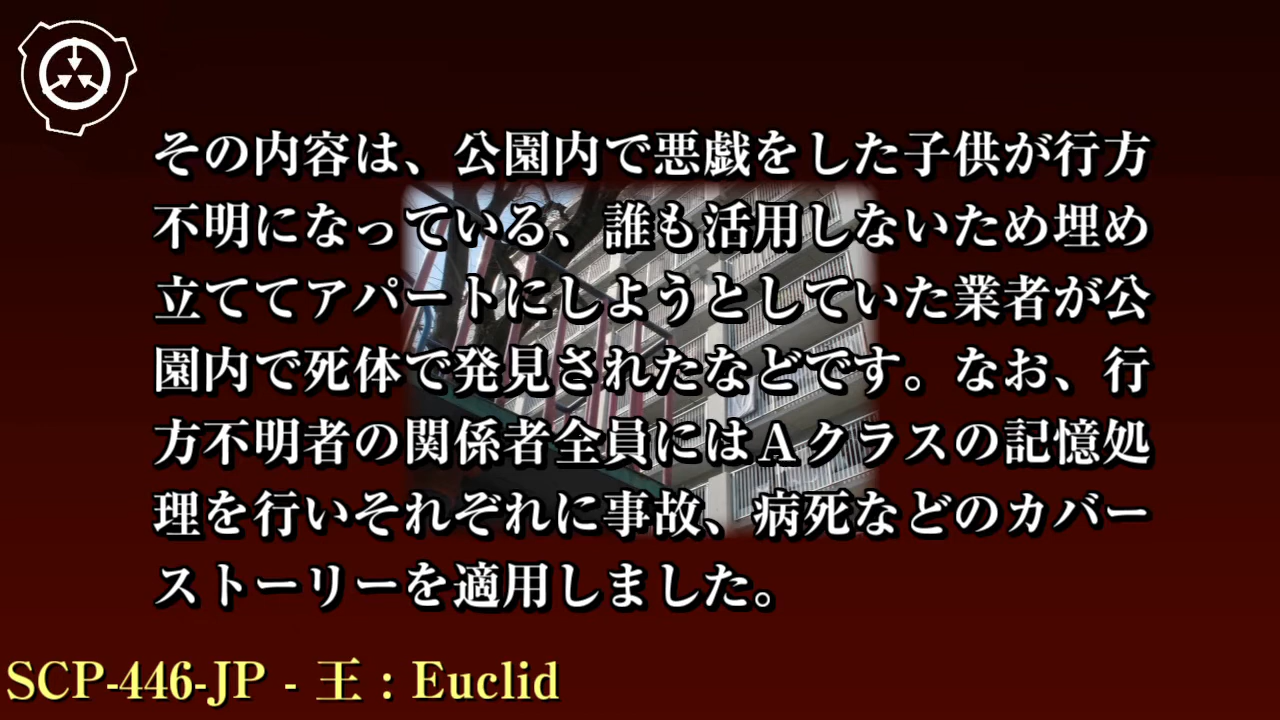 その内容は、公園内で悪戯をした子供が行方
不明になっている、誰も活用しないため埋め
立ててアパートにしようとしていた業者が公
園内で死体で発見されたなどです。なお、行
方不明者の関係者全員にはＡクラスの記憶処
理を行いそれぞれに事故、病死などのカバー
ストーリーを適用しました。
SCP-446-JP - 王 : Euclid